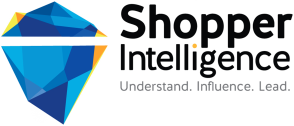 Shopper
Intelligence
Understand. Influence. Lead.